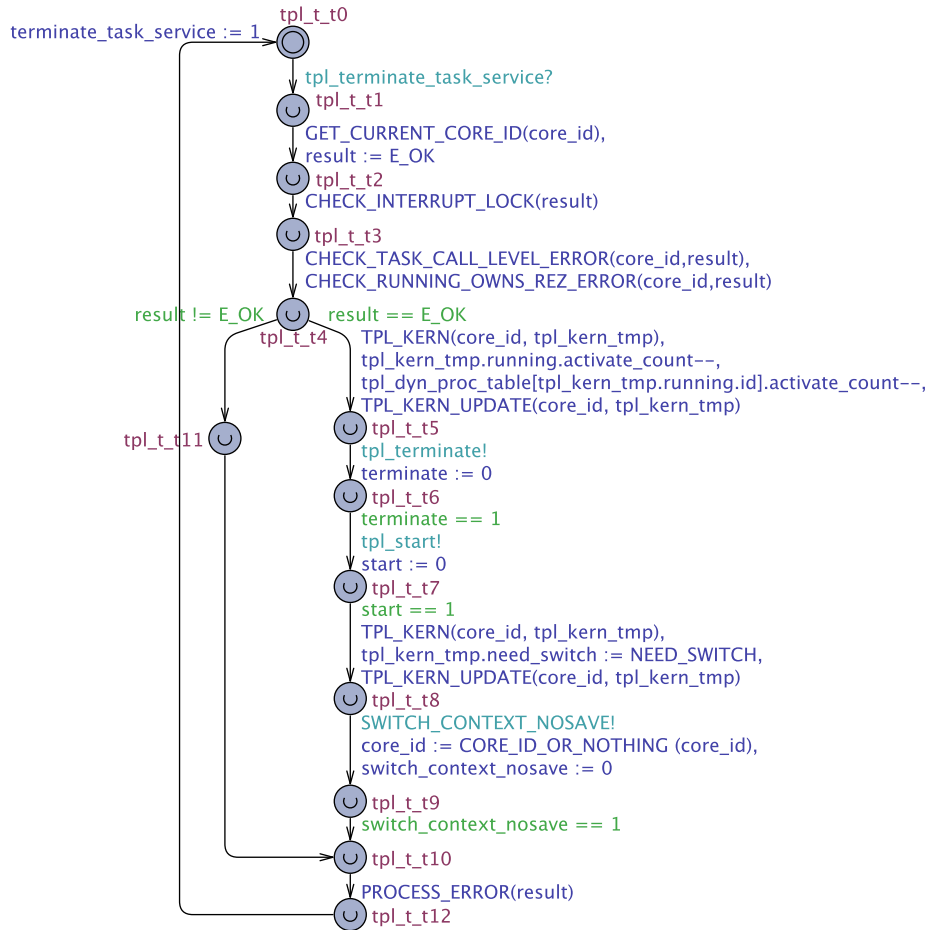 tpl_t_t0
terminate_task_service := 1
tpl_terminate_task_service?
tpl_t_t1
GET_CURRENT_CORE_ID(core_id),
result := E_OK
tpl_t_t2
CHECK_INTERRUPT_LOCK(result)
tpl_t_t3
CHECK_TASK_CALL_LEVEL_ERROR(core_id,result),
CHECK_RUNNING_OWNS_REZ_ERROR(core_id,result)
result != E_OK
result == E_OK
tpl_t_t4
TPL_KERN(core_id, tpl_kern_tmp),
tpl_kern_tmp.running.activate_count--,
tpl_dyn_proc_table[tpl_kern_tmp.running.id].activate_count--,
TPL_KERN_UPDATE(core_id, tpl_kern_tmp)
tpl_t_t5
tpl_t_t11
tpl_terminate!
terminate := 0
tpl_t_t6
terminate == 1
tpl_start!
start := 0
tpl_t_t7
start == 1
TPL_KERN(core_id, tpl_kern_tmp),
tpl_kern_tmp.need_switch := NEED_SWITCH,
TPL_KERN_UPDATE(core_id, tpl_kern_tmp)
tpl_t_t8
SWITCH_CONTEXT_NOSAVE!
core_id := CORE_ID_OR_NOTHING (core_id),
switch_context_nosave := 0
tpl_t_t9
switch_context_nosave == 1
tpl_t_t10
PROCESS_ERROR(result)
tpl_t_t12